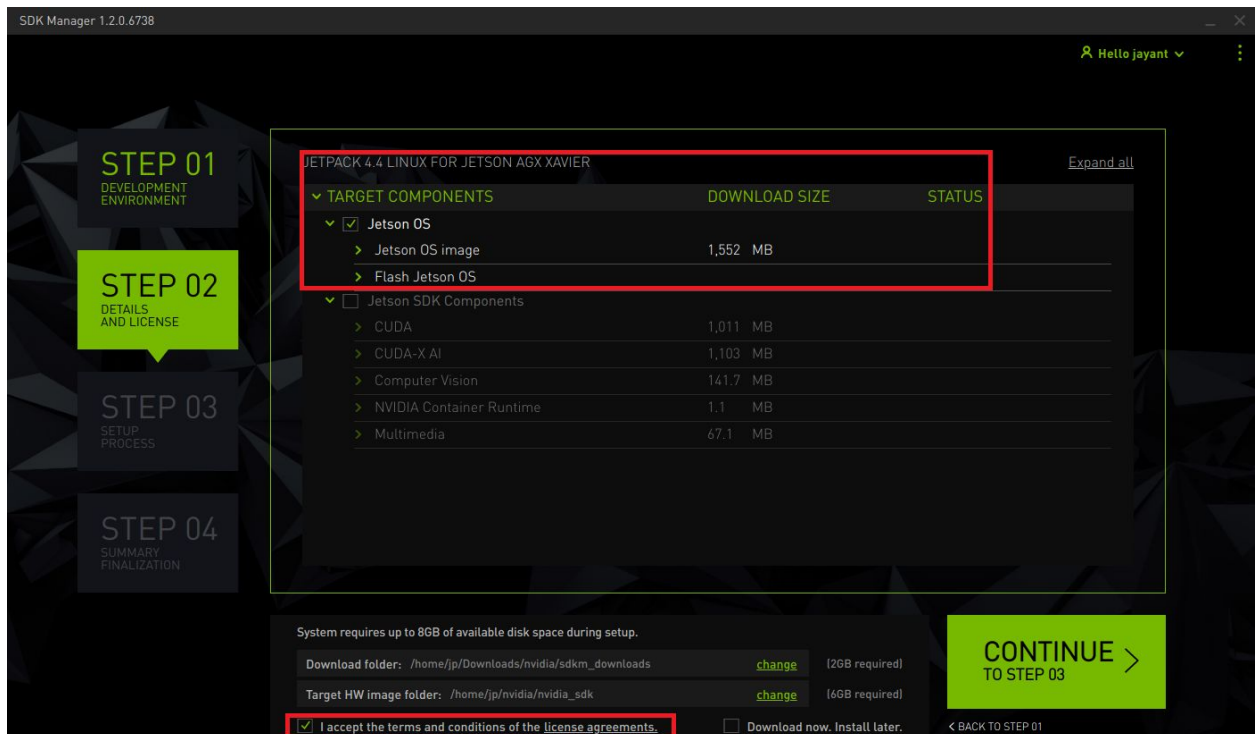 SDK Manager 1.2.0.6738
Hello jayant
STEP 01
DEVELOPMENT
ENVIRONMENT
STEP 02
DETAILS
AND LICENSE
STEP 03
SETUP
PROCESS
STEP 04
SUMMARY
FINALIZATION
JETPACK 4.4 LINUX FOR JETSON AGX XAVIER Expand all
TARGET COMPONENTS DOWNLOAD SIZE STATUS
Jetson OS
Jetson OS image 1,552 MB
Flash Jetson OS
Jetson SDK Components
CUDA 1,011 MB
CUDA-X AI 1,103 MB
Computer Vision 141.7 MB
NVIDIA Container Runtime 1.1 MB
Multimedia 67.1 MB
System requires up to 8GB of available disk space during setup.
Download folder: /home/jp/Downloads/nvidia/sdkm_downloads change (2GB required)
Target HW image folder: /home/jp/nvidia/nvidia_sdk change (6GB required)
I accept the terms and conditions of the license agreements. Download now. Install later.
CONTINUE >
TO STEP 03
< BACK TO STEP 01